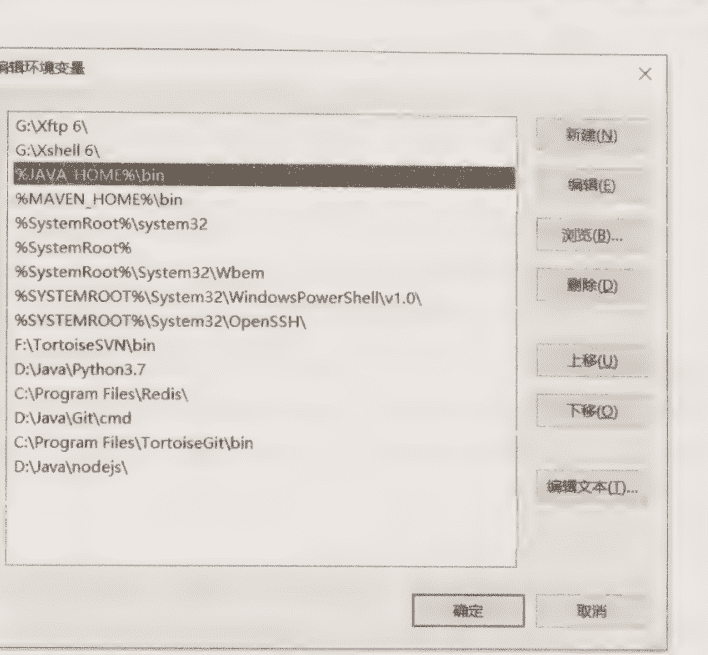 编辑环境变量
G:\Xftp 6\
G:\Xshell 6\
%JAVA_HOME%\bin
%MAVEN_HOME%\bin
%SystemRoot%\system32
%SystemRoot%
%SystemRoot%\System32\Wbem
%SYSTEMROOT%\System32\WindowsPowerShell\v1.0\
%SYSTEMROOT%\System32\OpenSSH\
F:\TortoiseSVN\bin
D:\Java\Python3.7
C:\Program Files\Redis\
D:\Java\Git\cmd
C:\Program Files\TortoiseGit\bin
D:\Java\nodejs\
新建(N)
编辑(E)
浏览(B)...
删除(D)
上移(U)
下移(O)
编辑文本(T)...
确定
取消